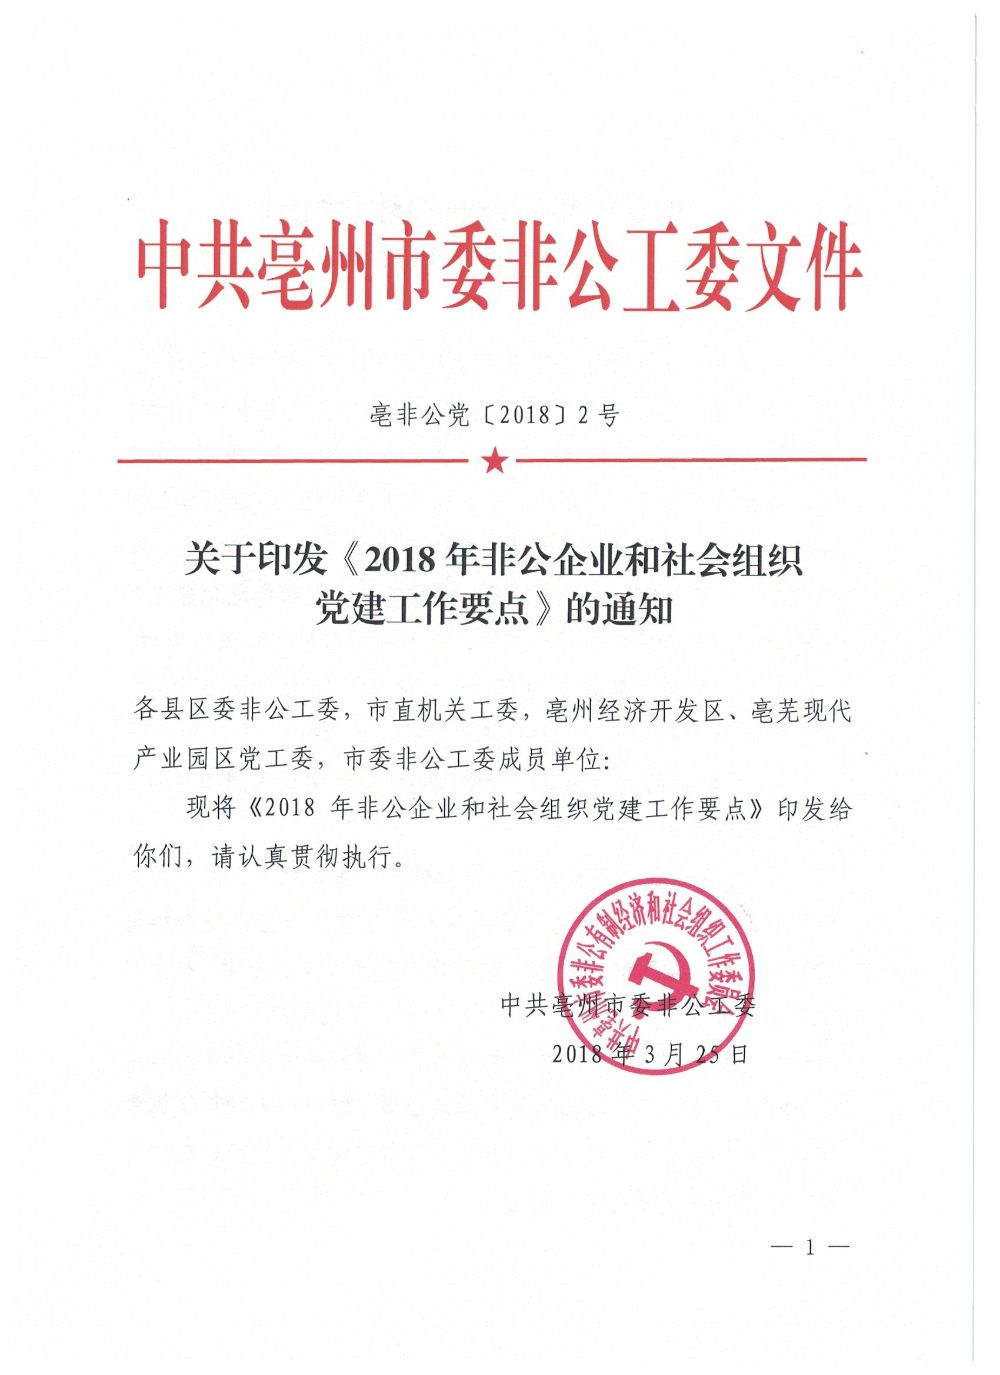 中共亳州市委非公工委文件
亳非公党〔2018〕2号
关于印发《2018年非公企业和社会组织
党建工作要点》的通知
各县区委非公工委，市直机关工委，亳州经济开发区、亳芜现代
产业园区党工委，市委非公工委成员单位：
现将《2018 年非公企业和社会组织党建工作要点》印发给
你们，请认真贯彻执行。
中共亳州市委非公有制经济和社会组织工作委员会
中共亳州市委非公工委
2018年3月25日
— 1 —